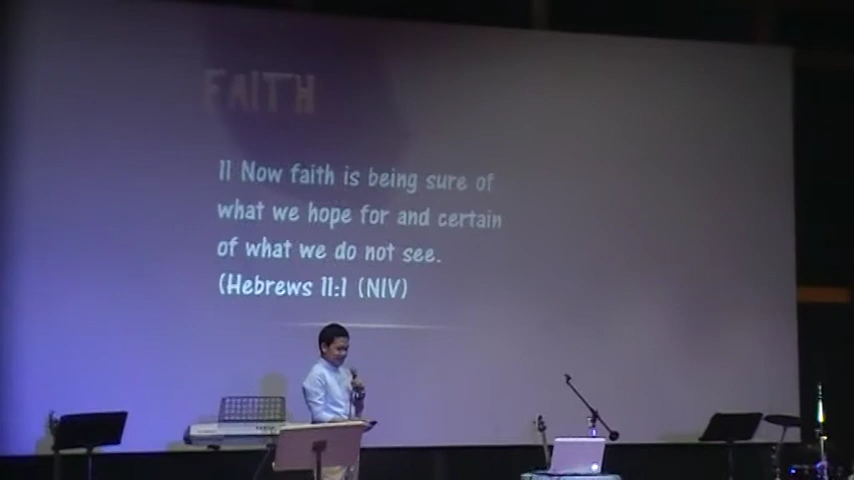 FAITH
11 Now faith is being sure of
what we hope for and certain
of what we do not see.
(Hebrews 11:1 (NIV)